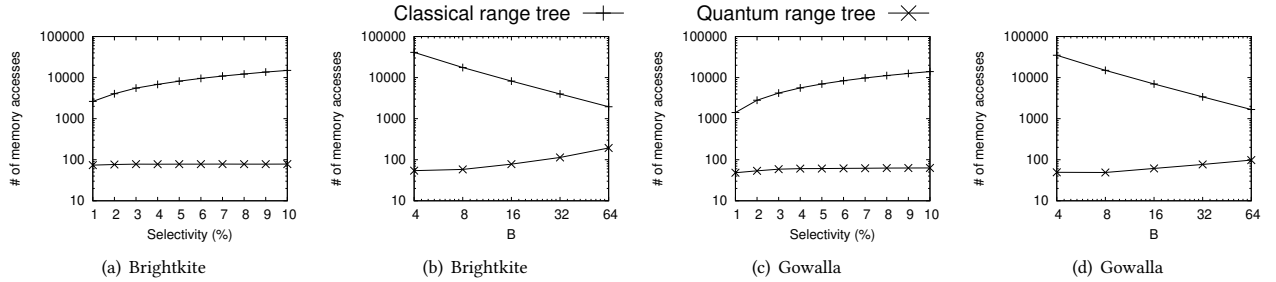 Classical range tree
Quantum range tree
# of memory accesses
100000
10000
1000
100
10
1 2 3 4 5 6 7 8 9 10
Selectivity (%)
(a) Brightkite
# of memory accesses
100000
10000
1000
100
10
4 8 16 32 64
B
(b) Brightkite
# of memory accesses
100000
10000
1000
100
10
1 2 3 4 5 6 7 8 9 10
Selectivity (%)
(c) Gowalla
# of memory accesses
100000
10000
1000
100
10
4 8 16 32 64
B
(d) Gowalla